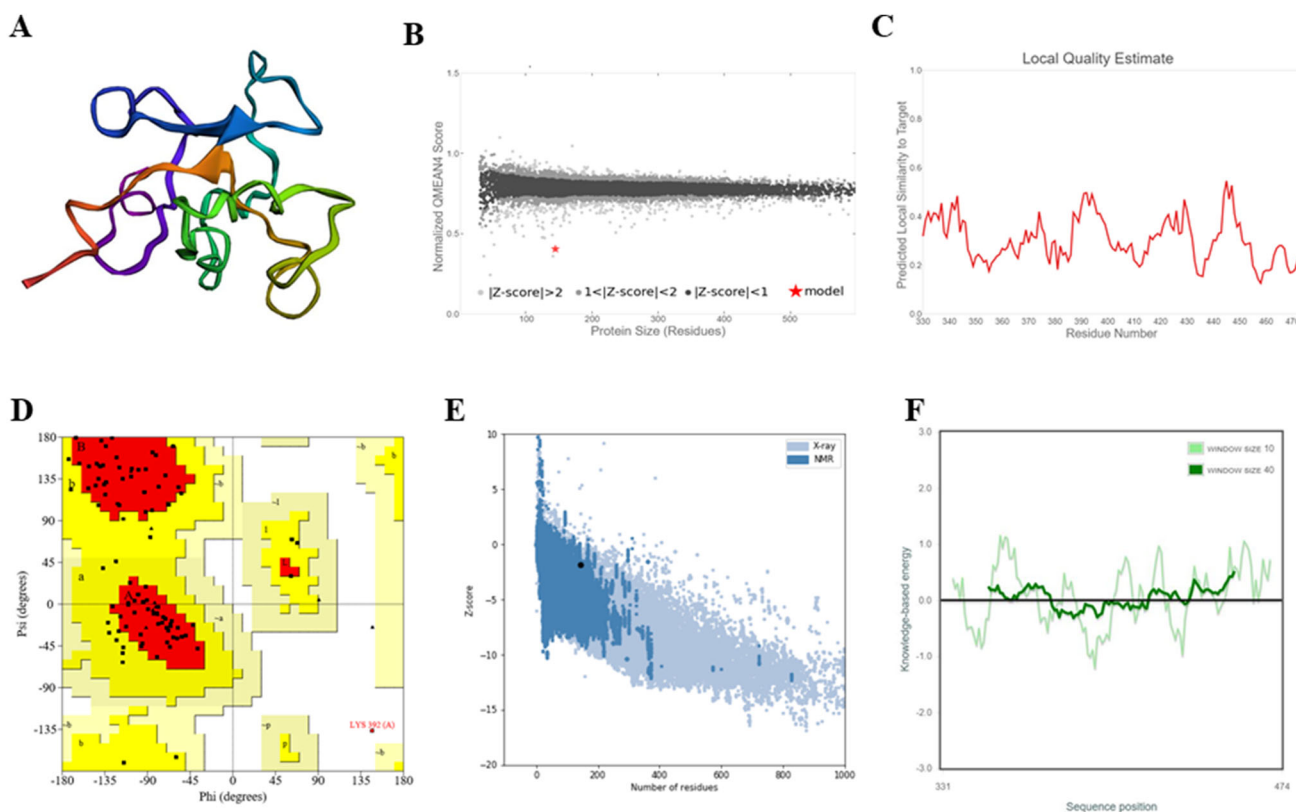 A
B
1.5
1.0
0.5
0.0
Normalized QMEAN4 Score
|Z-score|>2 1<|Z-score|<2 |Z-score|<1 model
100 200 300 400 500
Protein Size (Residues)
C
Local Quality Estimate
1.0
0.8
0.6
0.4
0.2
0.0
Predicted Local Similarity to Target
330 340 350 360 370 380 390 400 410 420 430 440 450 460 47
Residue Number
D
180
135
90
45
0
-45
-90
-135
-180
Psi (degrees)
B
b
~b
~b
b
~l
l
a
A
~a
LYS 392 (A)
~b
b
~p
p
~b
-180 -135 -90 -45 0 45 90 135 180
Phi (degrees)
E
10
5
0
-5
-10
-15
-20
Z-score
X-ray
NMR
0 200 400 600 800 1000
Number of residues
F
3.0
2.0
1.0
0.0
-1.0
-2.0
-3.0
Knowledge-based energy
WINDOW SIZE 10
WINDOW SIZE 40
331 474
Sequence position